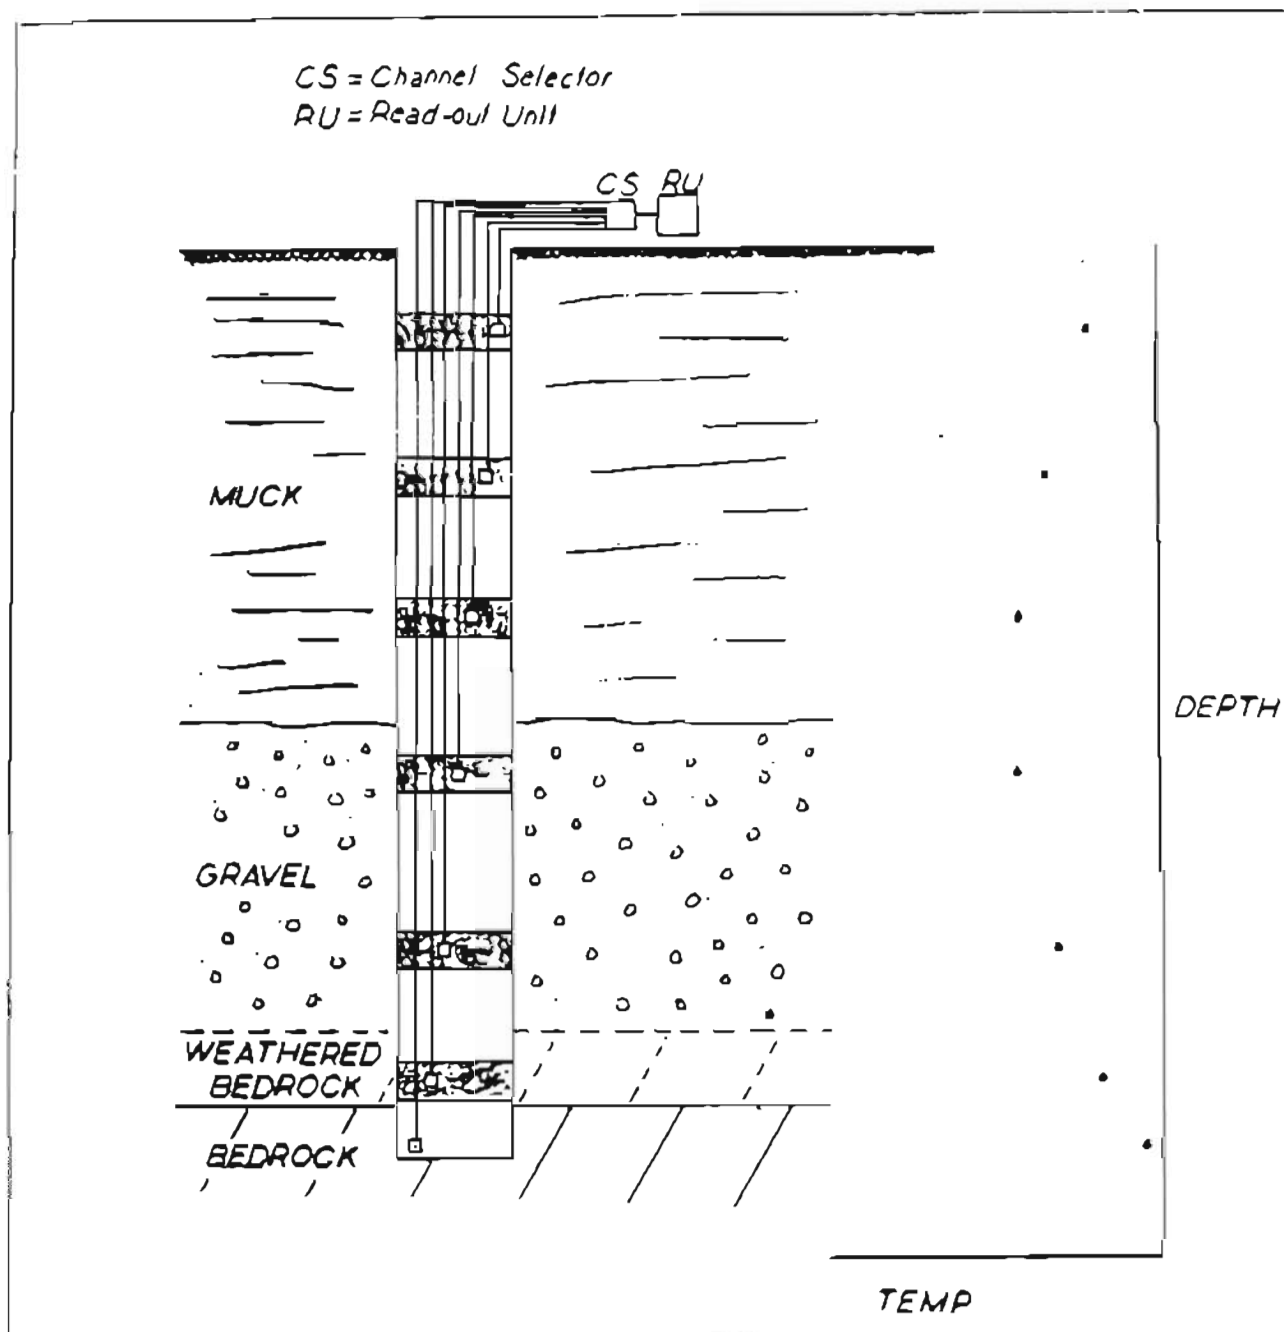 CS = Channel Selector
RU = Read-out Unit
CS RU
MUCK
DEPTH
GRAVEL
WEATHERED
BEDROCK
BEDROCK
TEMP